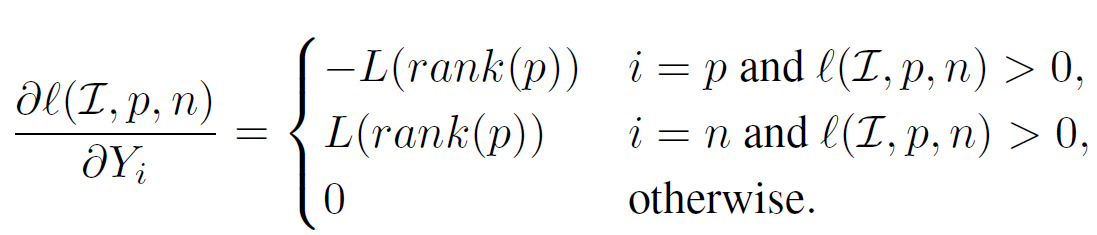 ∂ℓ(ℐ, p, n)
∂Y_i
=
−L(rank(p)) i = p and ℓ(ℐ, p, n) > 0,
L(rank(p)) i = n and ℓ(ℐ, p, n) > 0,
0 otherwise.